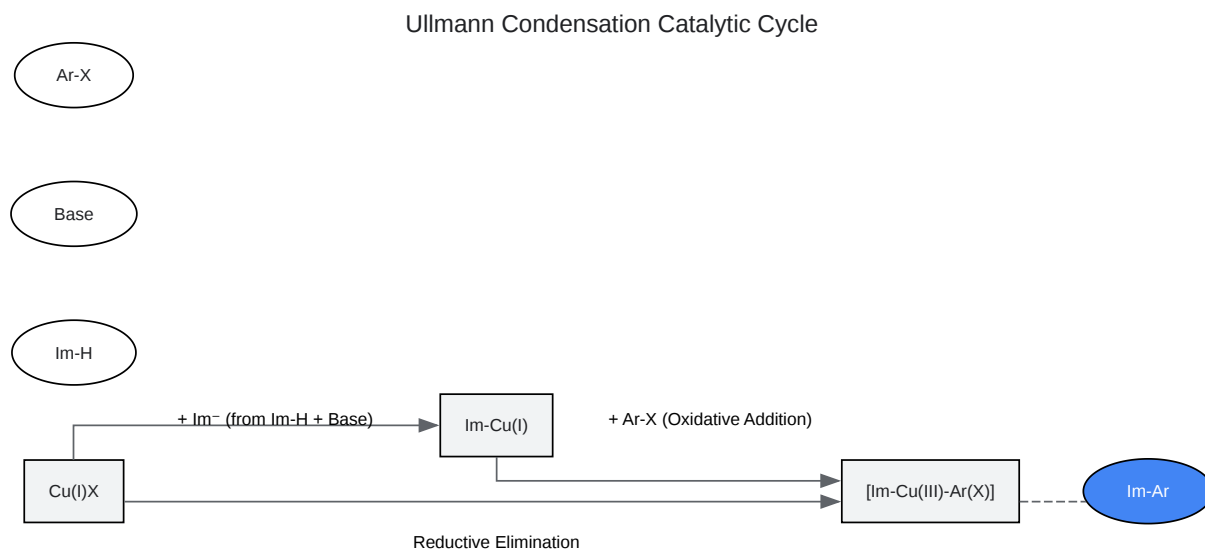 Ullmann Condensation Catalytic Cycle
Ar-X
Base
Im-H
+ Im⁻ (from Im-H + Base)
Im-Cu(I)
+ Ar-X (Oxidative Addition)
Cu(I)X
[Im-Cu(III)-Ar(X)]
Im-Ar
Reductive Elimination